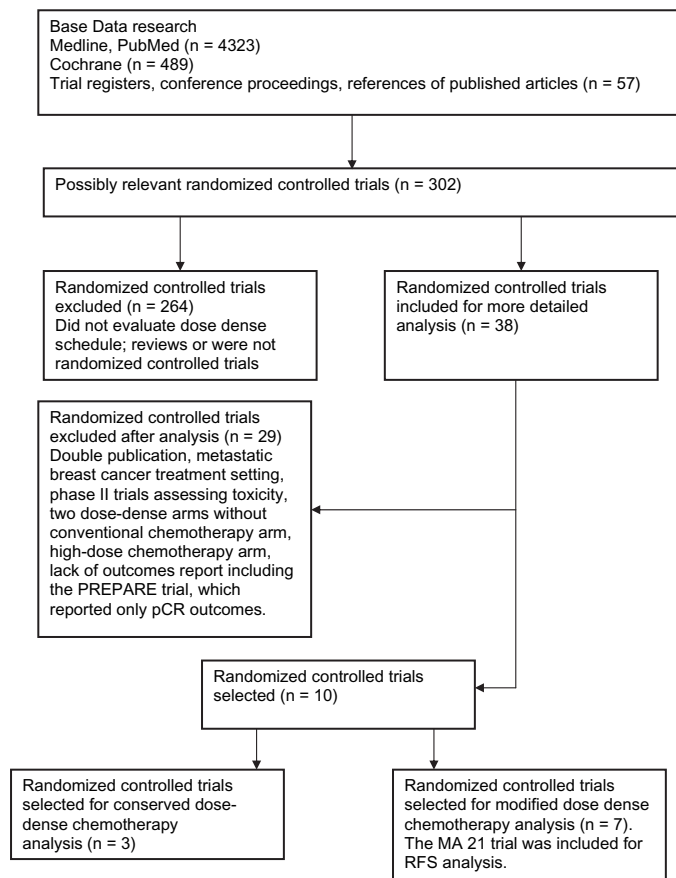 Base Data research
Medline, PubMed (n = 4323)
Cochrane (n = 489)
Trial registers, conference proceedings, references of published articles (n = 57)
Possibly relevant randomized controlled trials (n = 302)
Randomized controlled trials
excluded (n = 264)
Did not evaluate dose dense
schedule; reviews or were not
randomized controlled trials
Randomized controlled trials
included for more detailed
analysis (n = 38)
Randomized controlled trials
excluded after analysis (n = 29)
Double publication, metastatic
breast cancer treatment setting,
phase II trials assessing toxicity,
two dose-dense arms without
conventional chemotherapy arm,
high-dose chemotherapy arm,
lack of outcomes report including
the PREPARE trial, which
reported only pCR outcomes.
Randomized controlled trials
selected (n = 10)
Randomized controlled trials
selected for conserved dose-
dense chemotherapy
analysis (n = 3)
Randomized controlled trials
selected for modified dose dense
chemotherapy analysis (n = 7).
The MA 21 trial was included for
RFS analysis.